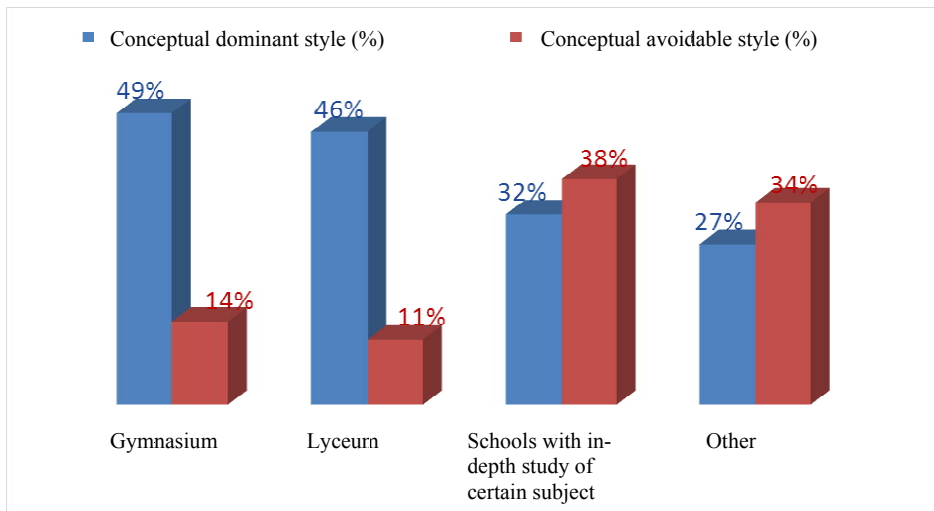 Conceptual dominant style (%) Conceptual avoidable style (%)
49% 46% 38%
32% 34%
27%
14% 11%
Gymnasium Lyceum Schools with in- Other
depth study of
certain subject